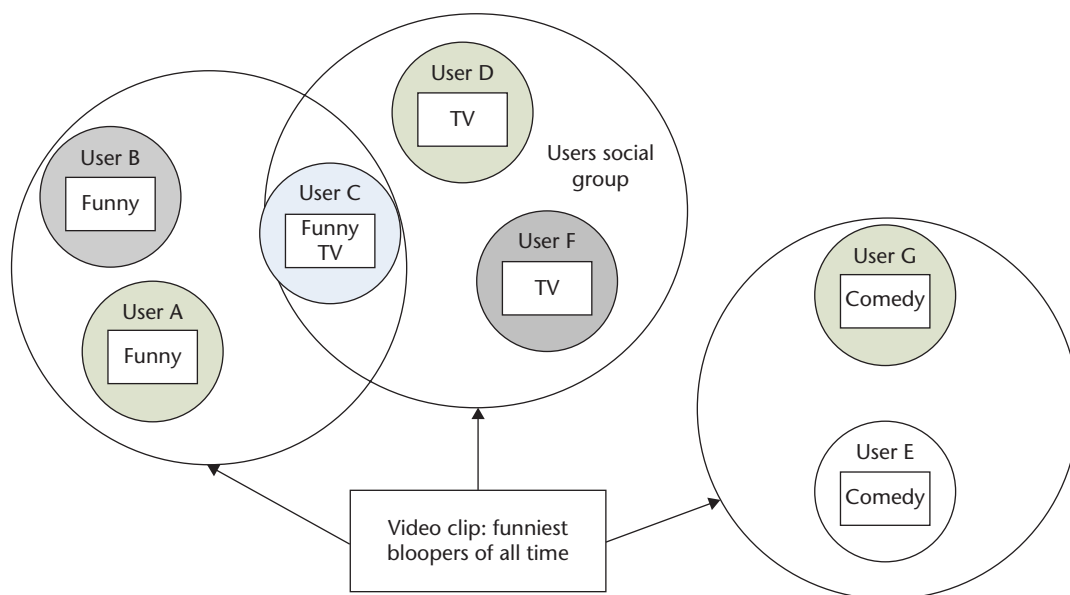 User D
TV
Users social
group
User B
Funny
User C
Funny
TV
User F
TV
User A
Funny
User G
Comedy
User E
Comedy
Video clip: funniest
bloopers of all time